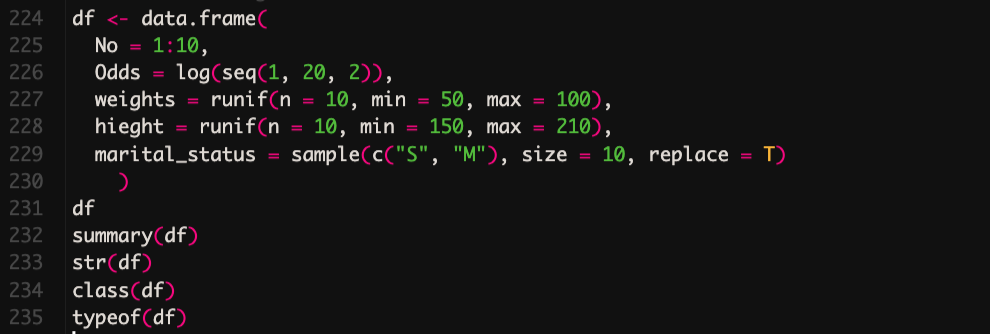 224 df <- data.frame(
225   No = 1:10,
226   Odds = log(seq(1, 20, 2)),
227   weights = runif(n = 10, min = 50, max = 100),
228   hieght = runif(n = 10, min = 150, max = 210),
229   marital_status = sample(c("S", "M"), size = 10, replace = T)
230     )
231 df
232 summary(df)
233 str(df)
234 class(df)
235 typeof(df)